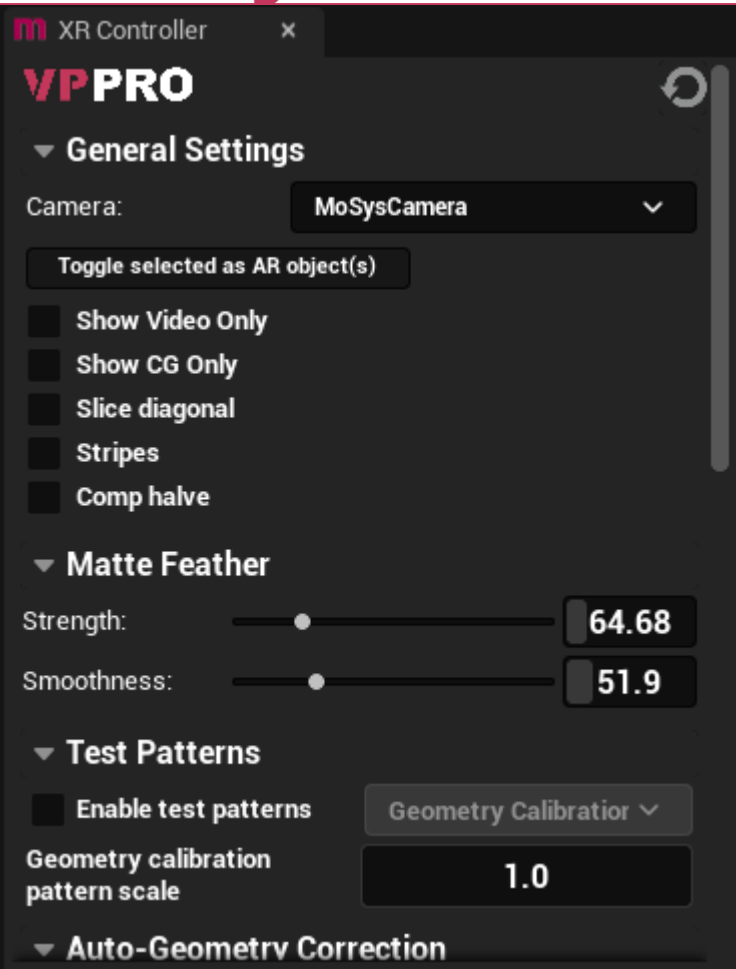 m XR Controller ×
VPPRO
General Settings
Camera: MoSysCamera
Toggle selected as AR object(s)
Show Video Only
Show CG Only
Slice diagonal
Stripes
Comp halve
Matte Feather
Strength: 64.68
Smoothness: 51.9
Test Patterns
Enable test patterns Geometry Calibration
Geometry calibration
pattern scale 1.0
Auto-Geometry Correction